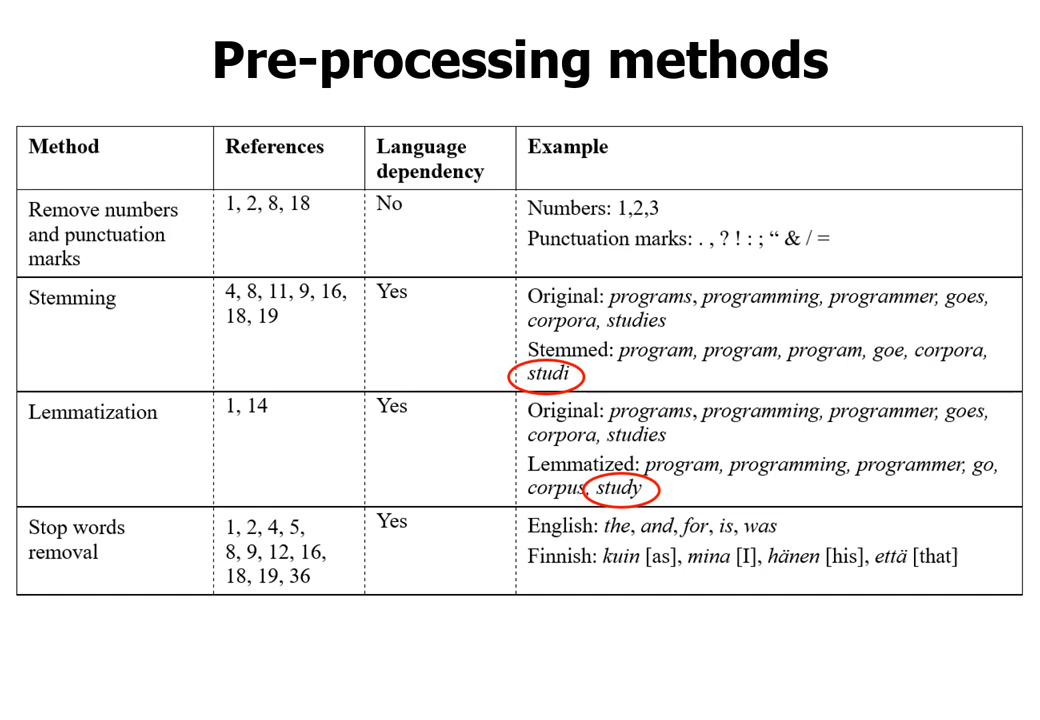 Pre-processing methods
Method
References
Language
dependency
Example
Remove numbers
and punctuation
marks
1, 2, 8, 18
No
Numbers: 1,2,3
Punctuation marks: . , ? ! : ; “ & / =
Stemming
4, 8, 11, 9, 16,
18, 19
Yes
Original: programs, programming, programmer, goes,
corpora, studies
Stemmed: program, program, program, goe, corpora,
studi
Lemmatization
1, 14
Yes
Original: programs, programming, programmer, goes,
corpora, studies
Lemmatized: program, programming, programmer, go,
corpus, study
Stop words
removal
1, 2, 4, 5,
8, 9, 12, 16,
18, 19, 36
Yes
English: the, and, for, is, was
Finnish: kuin [as], mina [I], hänen [his], että [that]